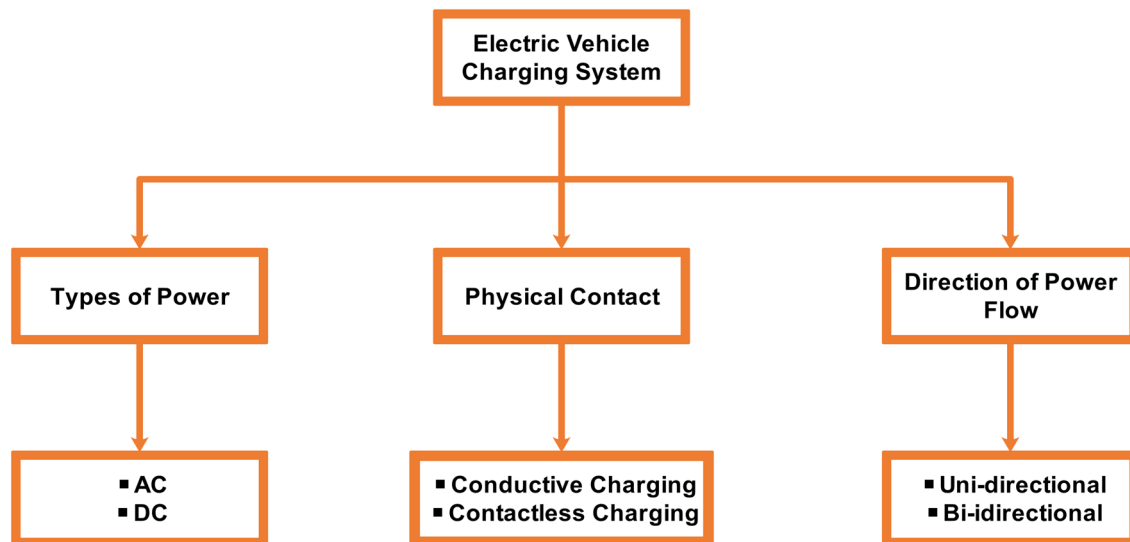 Electric Vehicle
Charging System
Types of Power
Physical Contact
Direction of Power
Flow
▪ AC
▪ DC
▪ Conductive Charging
▪ Contactless Charging
▪ Uni-directional
▪ Bi-idirectional